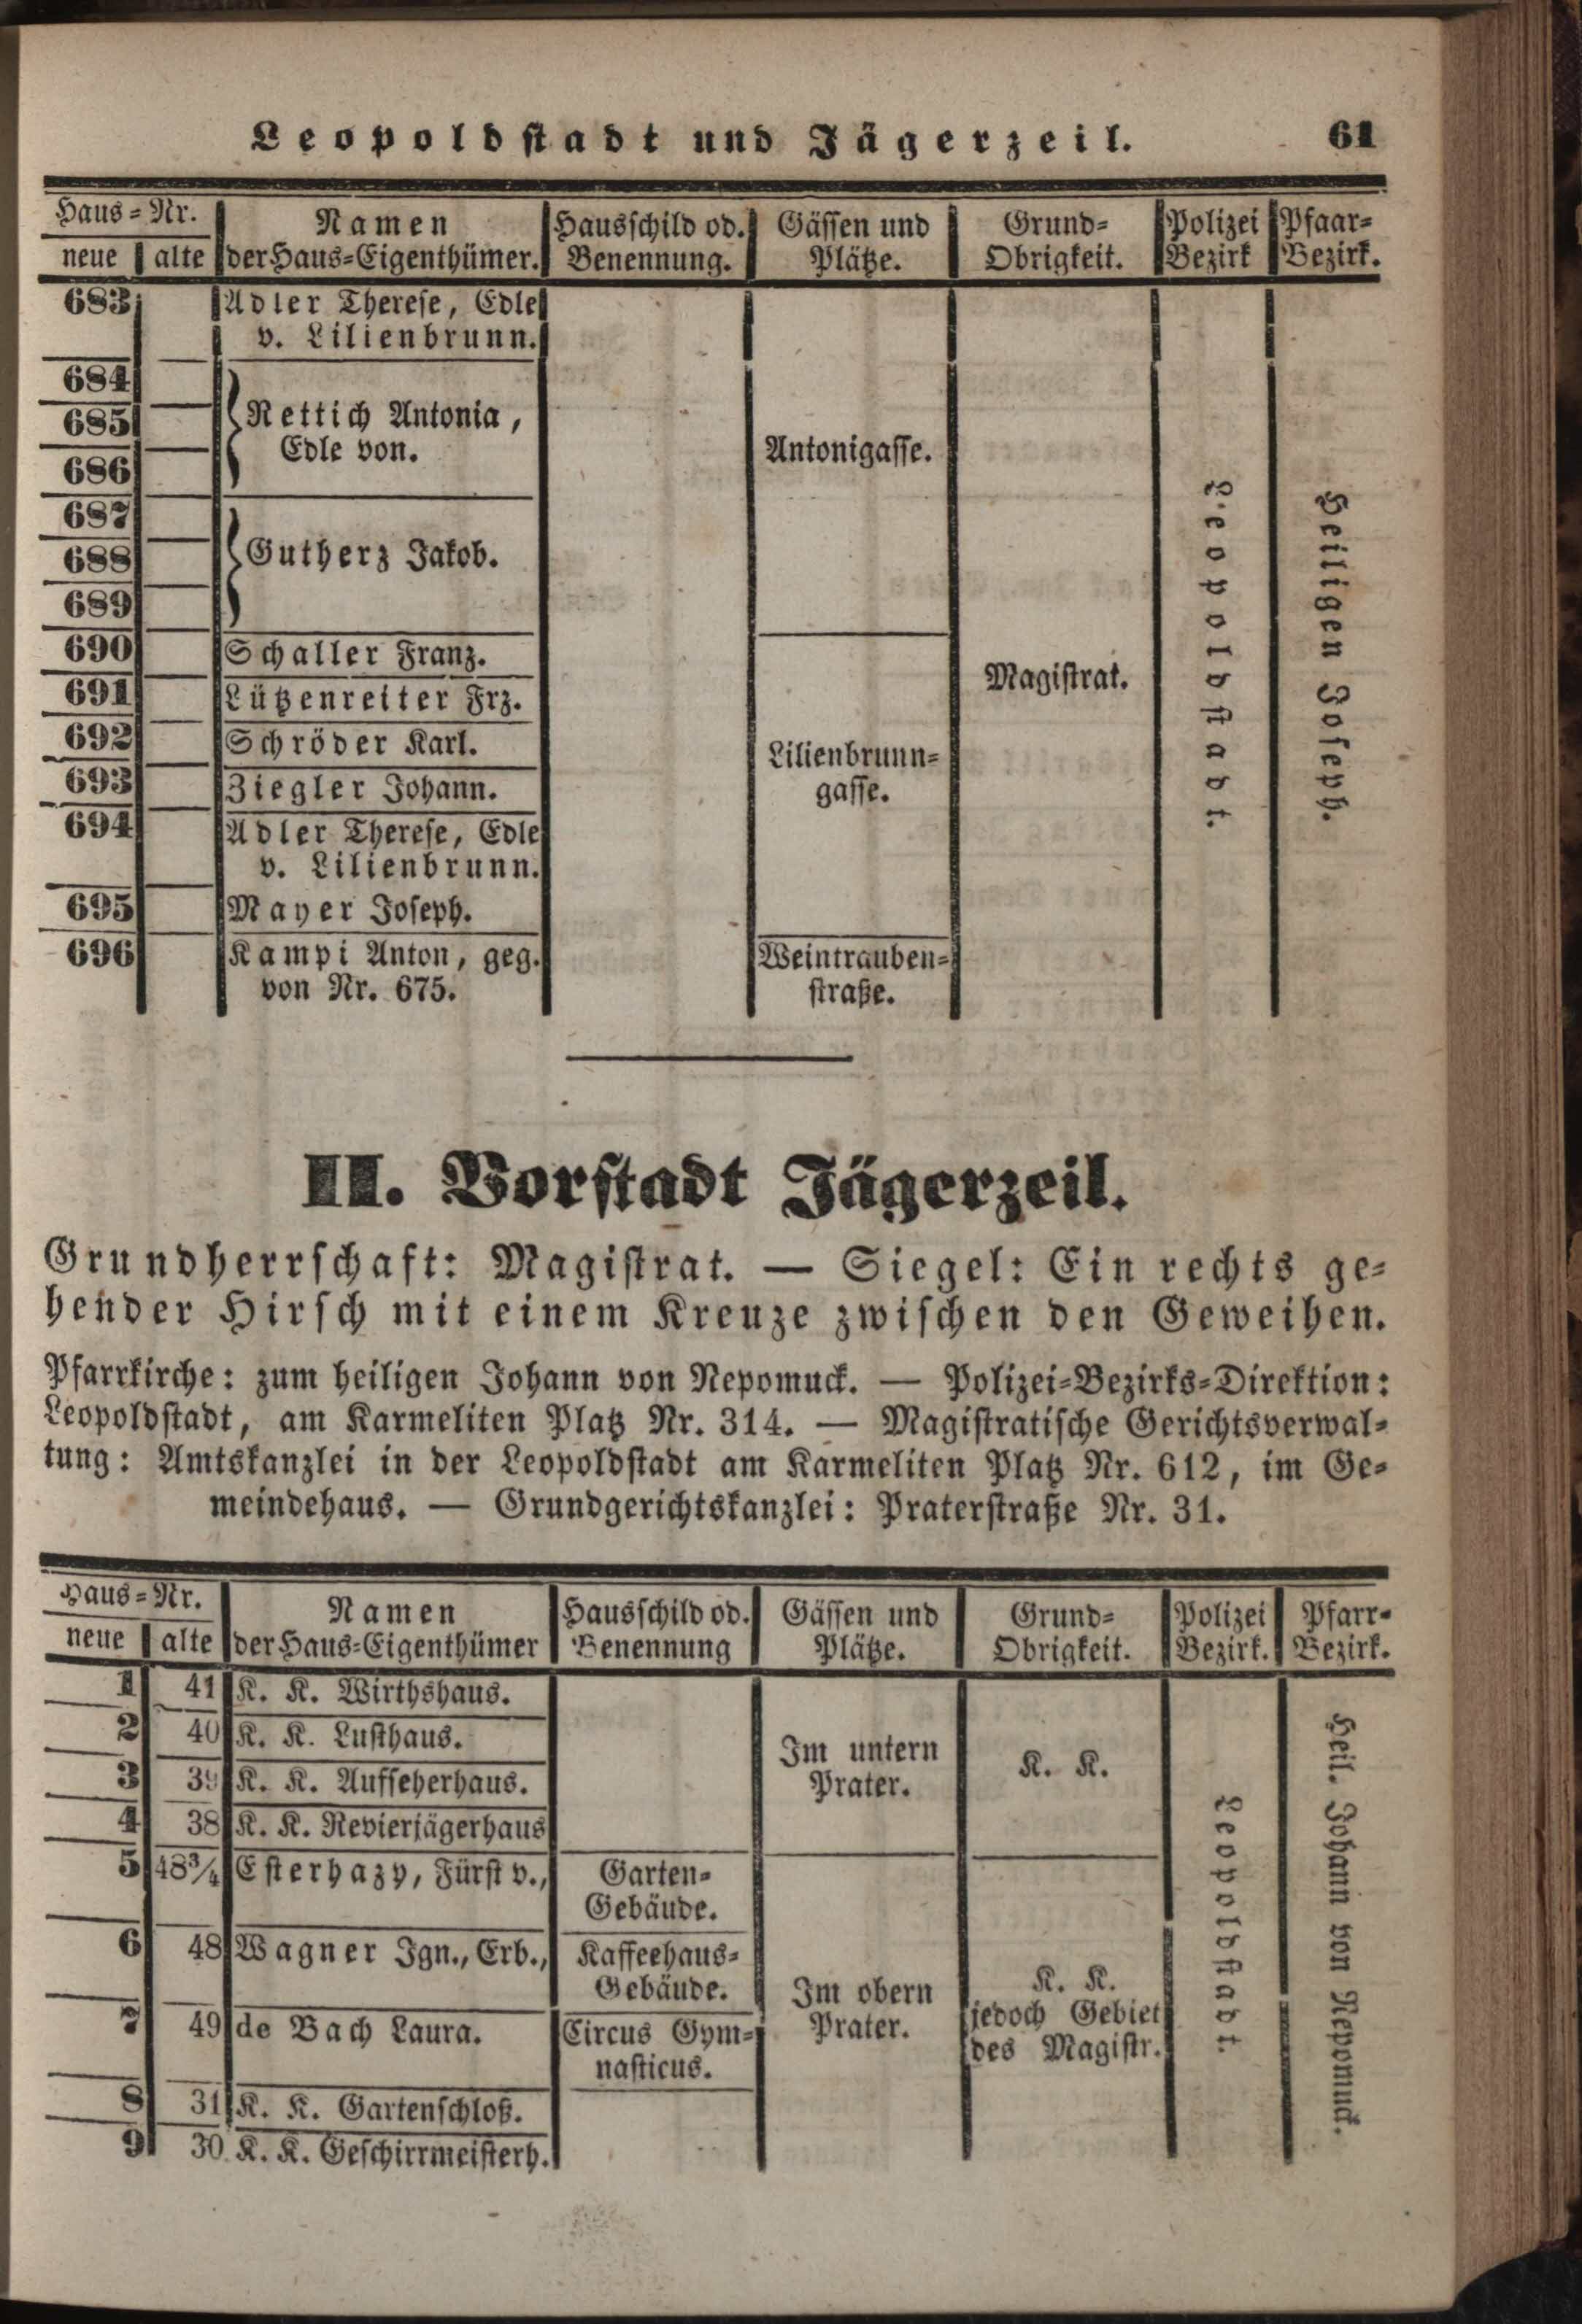 Leopoldstadt und Jägerzeil. 61
Haus=Nr. Namen Hausschild od. Gässen und Grund= Polizei Pfaar=
neue alte der Haus=Eigenthümer. Benennung. Plätze. Obrigkeit. Bezirk Bezirk.
683 Adler Therese, Edle
v. Lilienbrunn.
684
685 Rettich Antonia,
686 Edle von. Antonigasse.
687
688 Gutherz Jakob.
689
690 Schaller Franz.
691 Lützenreiter Frz. Magistrat.
692 Schröder Karl.
693 Ziegler Johann. Lilienbrunn=
gasse.
694 Adler Therese, Edle
v. Lilienbrunn.
695 Mayer Joseph.
696 Kampi Anton, geg. Weintrauben=
von Nr. 675. straße.
Leopoldstadt.
Heiligen Joseph.
II. Vorstadt Jägerzeil.
Grundherrschaft: Magistrat. — Siegel: Ein rechts ge=
hender Hirsch mit einem Kreuze zwischen den Geweihen.
Pfarrkirche: zum heiligen Johann von Nepomuck. — Polizei=Bezirks=Direktion:
Leopoldstadt, am Karmeliten Platz Nr. 314. — Magistratische Gerichtsverwal=
tung: Amtskanzlei in der Leopoldstadt am Karmeliten Platz Nr. 612, im Ge=
meindehaus. — Grundgerichtskanzlei: Praterstraße Nr. 31.
Haus=Nr. Namen Hausschild od. Gässen und Grund= Polizei Pfarr=
neue alte der Haus=Eigenthümer Benennung Plätze. Obrigkeit. Bezirk. Bezirk.
1 41 K. K. Wirthshaus.
2 40 K. K. Lusthaus. Im untern
3 39 K. K. Aufseherhaus. Prater. K. K.
4 38 K. K. Revierjägerhaus
5 48¾ Esterhazy, Fürst v., Garten=
Gebäude.
6 48 Wagner Ign., Erb., Kaffeehaus=
Gebäude. Im obern K. K.
7 49 de Bach Laura. Circus Gym= Prater. jedoch Gebiet
nasticus. des Magistr.
8 31 K. K. Gartenschloß.
9 30 K. K. Geschirrmeisterh.
Leopoldstadt.
Heil. Johann von Nepomuck.